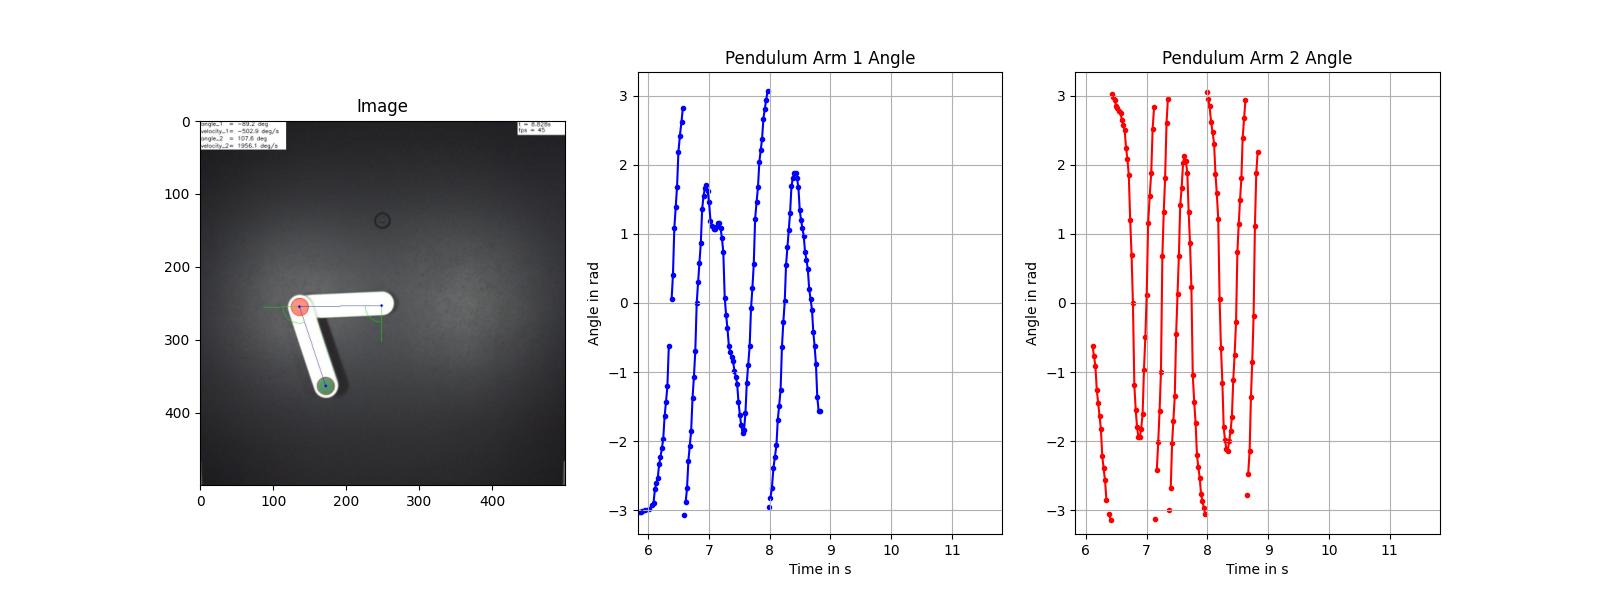 Image
angle_1 = -89.2 deg
velocity_1= -502.9 deg/s
angle_2 = 107.6 deg
velocity_2= 1956.1 deg/s
t = 8.828s
fps = 45
0
100
200
300
400
0 100 200 300 400
Pendulum Arm 1 Angle
Angle in rad
3
2
1
0
−1
−2
−3
6 7 8 9 10 11
Time in s
Pendulum Arm 2 Angle
Angle in rad
3
2
1
0
−1
−2
−3
6 7 8 9 10 11
Time in s